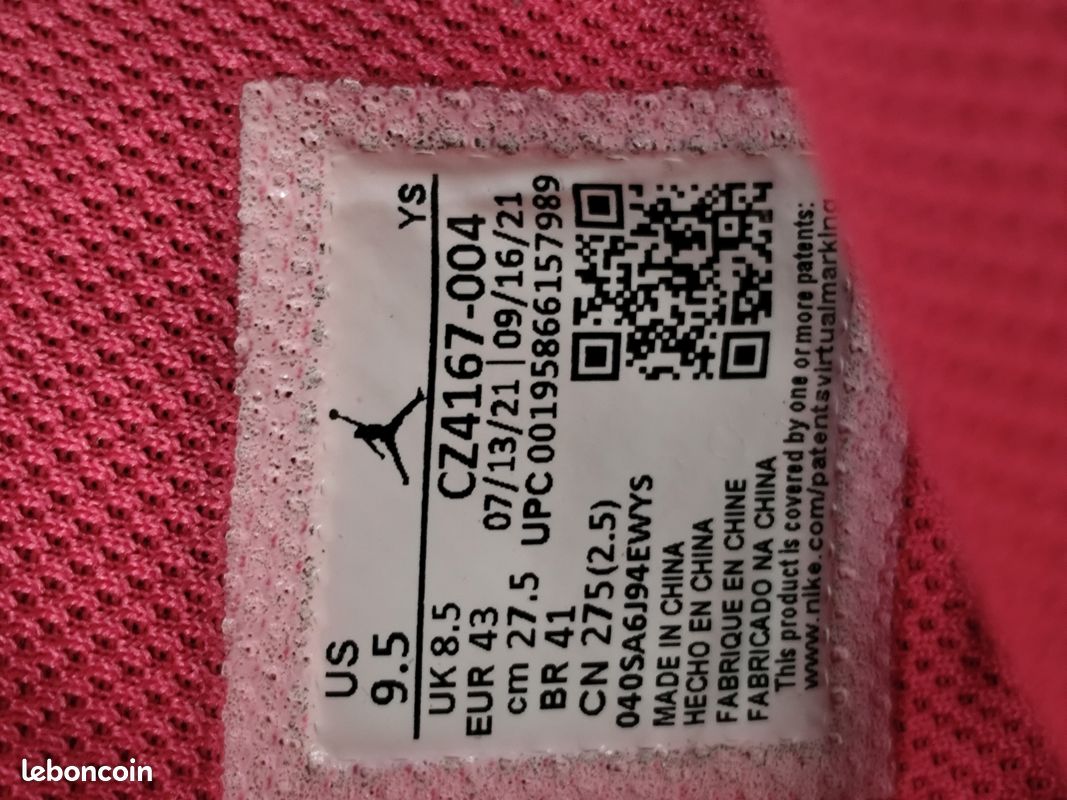 US
9.5
YS
UK 8.5
EUR 43
cm 27.5
BR 41
CN 275(2.5)
CZ4167-004
07/13/21 | 09/16/21
UPC 00195866157989
040SA6J94EWYS
MADE IN CHINA
HECHO EN CHINA
FABRIQUE EN CHINE
FABRICADO NA CHINA
This product is covered by one or more patents:
www.nike.com/patentsvirtualmarking
leboncoin